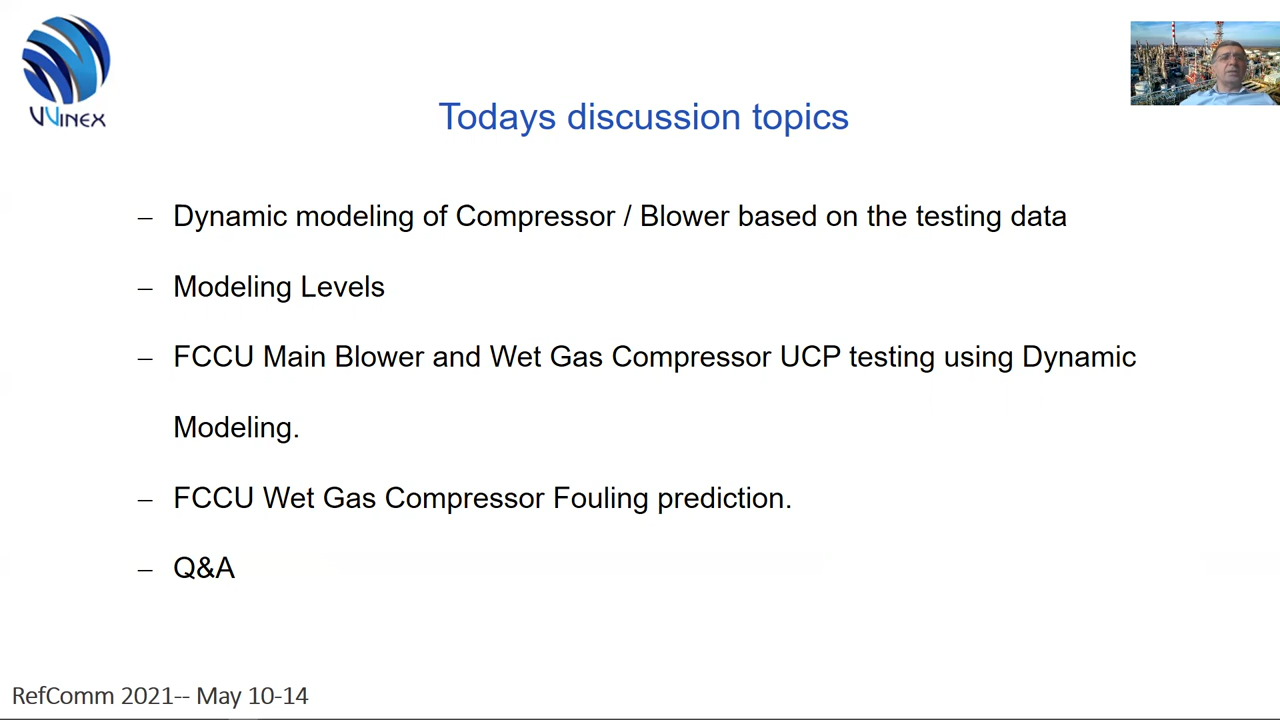 VVINEX
Todays discussion topics
– Dynamic modeling of Compressor / Blower based on the testing data
– Modeling Levels
– FCCU Main Blower and Wet Gas Compressor UCP testing using Dynamic
Modeling.
– FCCU Wet Gas Compressor Fouling prediction.
– Q&A
RefComm 2021-- May 10-14